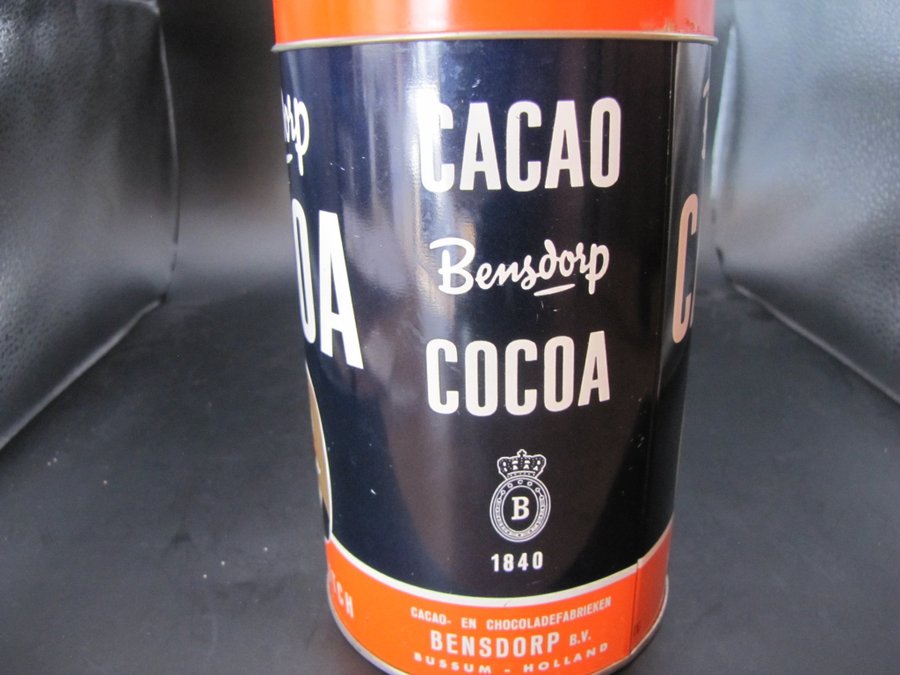 CACAO
Bensdorp
COCOA
B
1840
CACAO- EN CHOCOLADEFABRIEKEN
BENSDORP B.V.
BUSSUM - HOLLAND